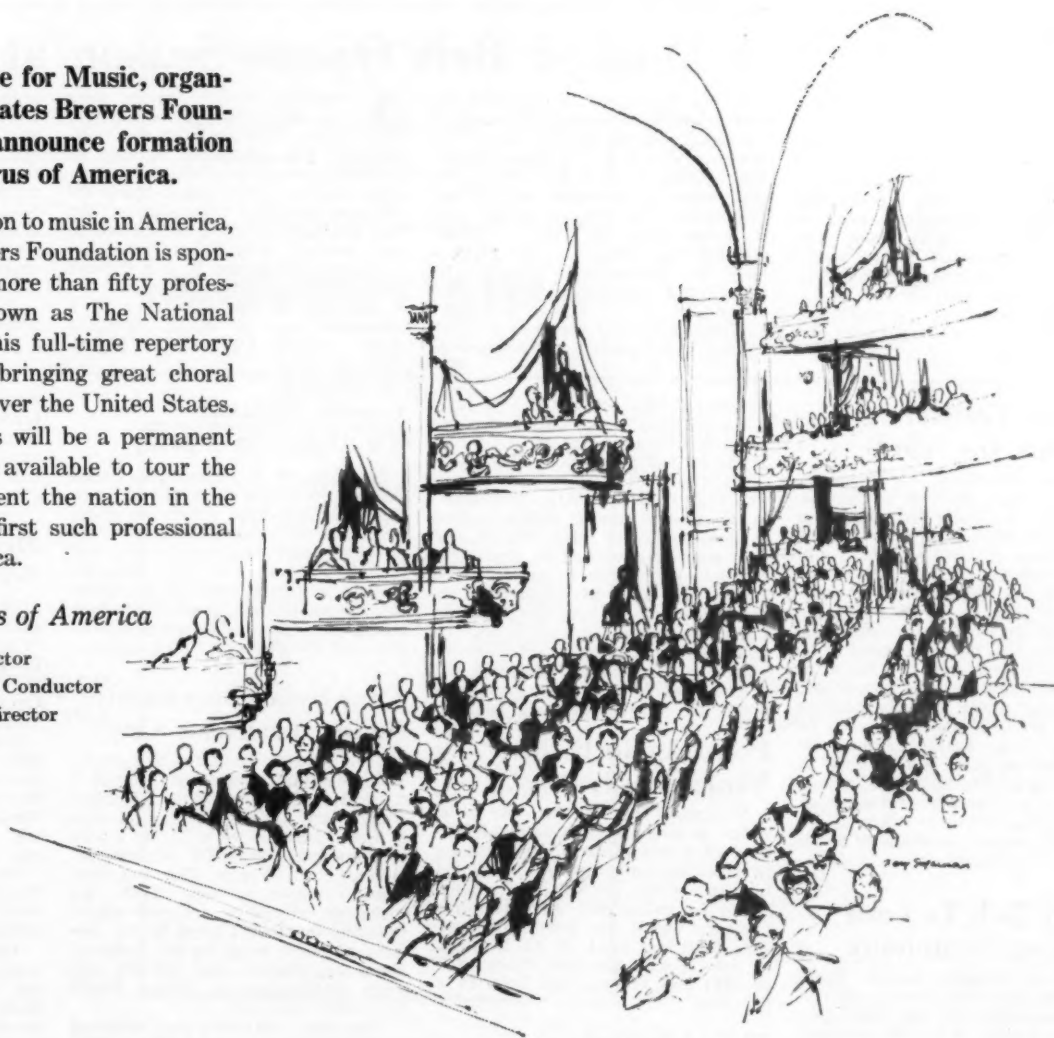 e for Music, organ-
ates Brewers Foun-
announce formation
rus of America.
on to music in America,
ers Foundation is spon-
more than fifty profes-
own as The National
his full-time repertory
bringing great choral
ver the United States.
s will be a permanent
available to tour the
ent the nation in the
first such professional
ca.
s of America
ctor
Conductor
irector